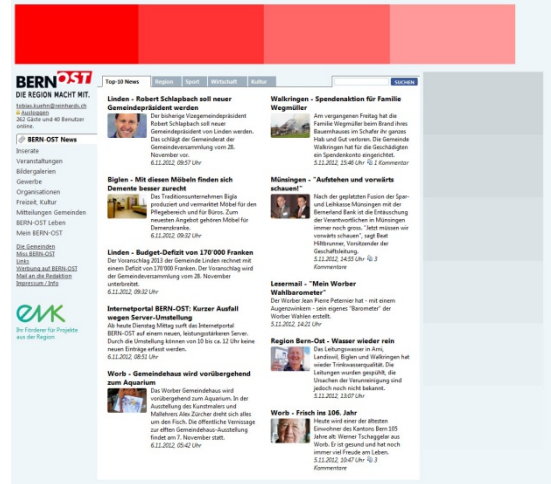 BERNOST
DIE REGION MACHT MIT.
tobias.kuehn@reinhards.ch
Ausloggen
262 Gäste und 40 Benutzer
online.
BERN-OST News
Inserate
Veranstaltungen
Bildergalerien
Gewerbe
Organisationen
Freizeit, Kultur
Mitteilungen Gemeinden
BERN-OST Leben
Mein BERN-OST
Die Gemeinden
Miss BERN-OST
Links
Werbung auf BERN-OST
Mail an die Redaktion
Impressum / Info
Ihr Förderer für Projekte
aus der Region
Top-10 News Region Sport Wirtschaft Kultur
SUCHEN
Linden - Robert Schlapbach soll neuer
Gemeindepräsident werden
Der bisherige Vizegemeindepräsident
Robert Schlapbach soll neuer
Gemeindepräsident von Linden werden.
Das schlägt der Gemeinderat der
Gemeindeversammlung vom 28.
November vor.
6.11.2012, 09:57 Uhr
Biglen - Mit diesen Möbeln finden sich
Demente besser zurecht
Das Traditionsunternehmen Bigla
produziert und vermarktet Möbel für den
Pflegebereich und für Büros. Zum
neuesten Angebot gehören Möbel für
Demenzkranke.
6.11.2012, 09:32 Uhr
Linden - Budget-Defizit von 170'000 Franken
Der Voranschlag 2013 der Gemeinde Linden rechnet mit
einem Defizit von 170'000 Franken. Der Voranschlag wird
der Gemeindeversammlung vom 28. November
unterbreitet.
6.11.2012, 09:32 Uhr
Internetportal BERN-OST: Kurzer Ausfall
wegen Server-Umstellung
Ab heute Dienstag Mittag surft das Internetportal
BERN-OST auf einem neuen, leistungsstärkeren Server.
Durch die Umstellung können von 10 bis ca. 12 Uhr keine
neuen Einträge erfasst werden.
6.11.2012, 08:51 Uhr
Worb - Gemeindehaus wird vorübergehend
zum Aquarium
Das Worber Gemeindehaus wird
vorübergehend zum Aquarium. In der
Ausstellung des Kunstmalers und
Mallehrers Alex Zürcher dreht sich alles
um den Fisch. Die öffentliche Vernissage
zur elften Gemeindehaus-Ausstellung
findet am 7. November statt.
6.11.2012, 05:42 Uhr
Walkringen - Spendenaktion für Familie
Wegmüller
Am vergangenen Freitag hat die
Familie Wegmüller beim Brand ihres
Bauernhauses im Schafer ihr ganzes
Hab und Gut verloren. Die Gemeinde
Walkringen hat für die Geschädigten
ein Spendenkonto eingerichtet.
5.11.2012, 15:46 Uhr 1 Kommentar
Münsingen - "Aufstehen und vorwärts
schauen!"
Nach der geplatzten Fusion der Spar-
und Leihkasse Münsingen mit der
Bernerland Bank ist die Enttäuschung
der Verantwortlichen in Münsingen
immer noch gross. "Jetzt müssen wir
vorwärts schauen", sagt Beat
Hiltbrunner, Vorsitzender der
Geschäftsleitung.
5.11.2012, 14:55 Uhr 3
Kommentare
Lesermail - "Mein Worber
Wahlbarometer"
Der Worber Jean Pierre Peternier hat - mit einem
Augenzwinkern - sein eigenes "Barometer" der
Worber Wahlen erstellt.
5.11.2012, 14:21 Uhr
Region Bern-Ost - Wasser wieder rein
Das Leitungswasser in Arni,
Landiswil, Biglen und Walkringen hat
wieder Trinkwasserqualität. Die
Leitungen wurden gespühlt, die
Ursachen der Verunreinigung sind
jedoch noch nicht bekannt.
5.11.2012, 13:07 Uhr
Worb - Frisch ins 106. Jahr
Heute wird einer der ältesten
Einwohner des Kantons Bern 105
Jahre alt: Werner Tschaggelar aus
Worb. Er ist gesund und hat noch
immer viel Freude am Leben.
5.11.2012, 10:47 Uhr 3
Kommentare